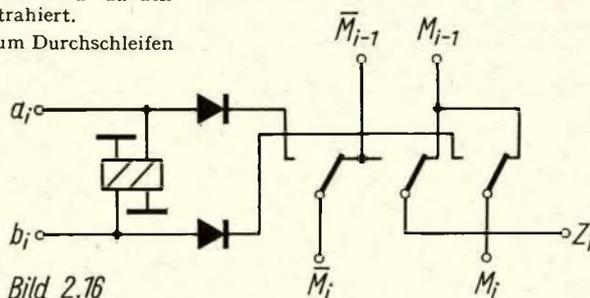 trahiert.
um Durchschleifen
M̅ᵢ₋₁ Mᵢ₋₁
aᵢ
bᵢ
Zᵢ
Bild 2.16 M̅ᵢ Mᵢ